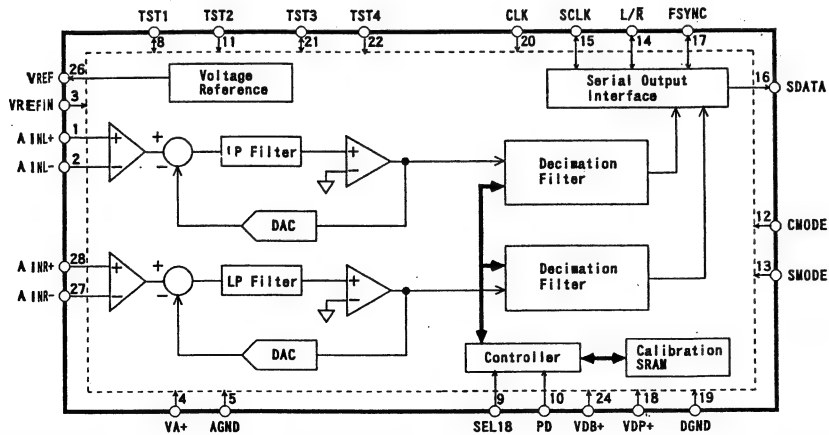 TST1 TST2 TST3 TST4 CLK SCLK L/R̅ FSYNC
8 11 21 22 20 15 14 17
VREF 26
Voltage
Reference
Serial Output
Interface
16 SDATA
VREFIN 3
AINL+ 1
AINL- 2
+ − + − LP Filter + −
Decimation
Filter
DAC
12 CMODE
AINR+ 28
AINR- 27
+ − + − LP Filter + −
Decimation
Filter
13 SMODE
DAC
Controller
Calibration
SRAM
4 5 9 10 24 18 19
VA+ AGND SEL18 PD VDB+ VDP+ DGND